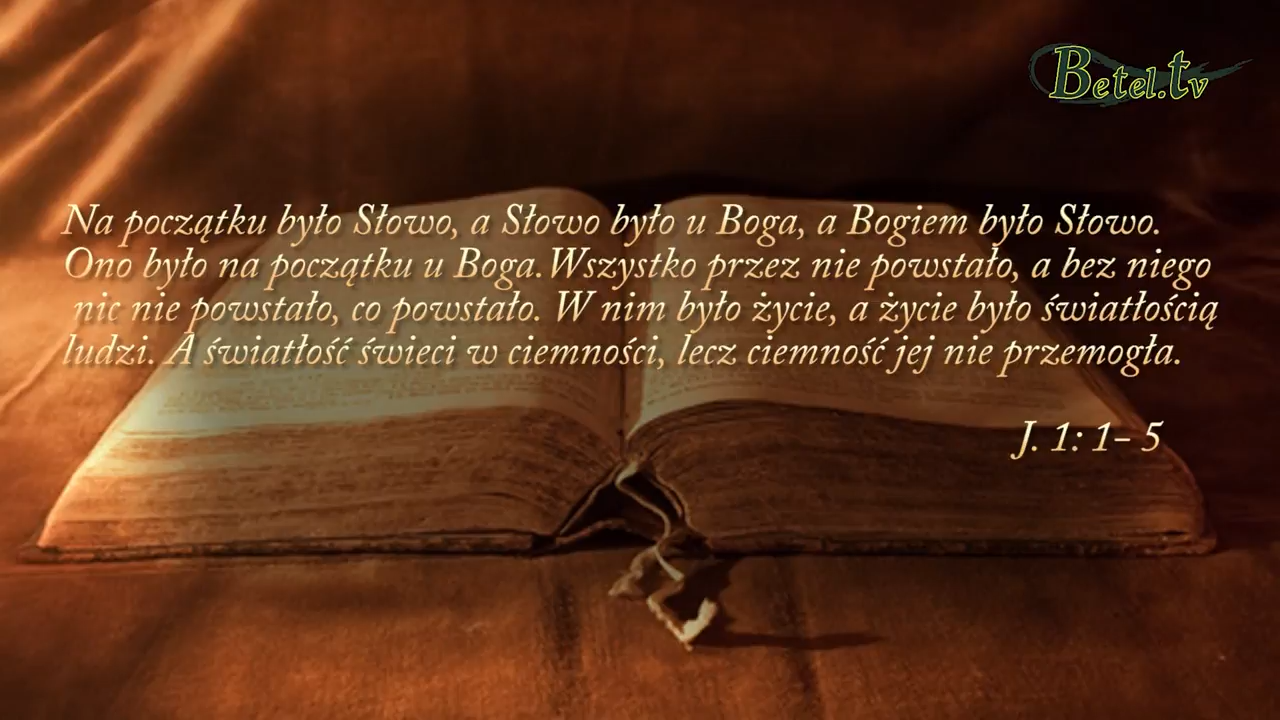 Betel.tv
Na początku było Słowo, a Słowo było u Boga, a Bogiem było Słowo.
Ono było na początku u Boga. Wszystko przez nie powstało, a bez niego
nic nie powstało, co powstało. W nim było życie, a życie było światłością
ludzi. A światłość świeci w ciemności, lecz ciemność jej nie przemogła.
J. 1: 1- 5